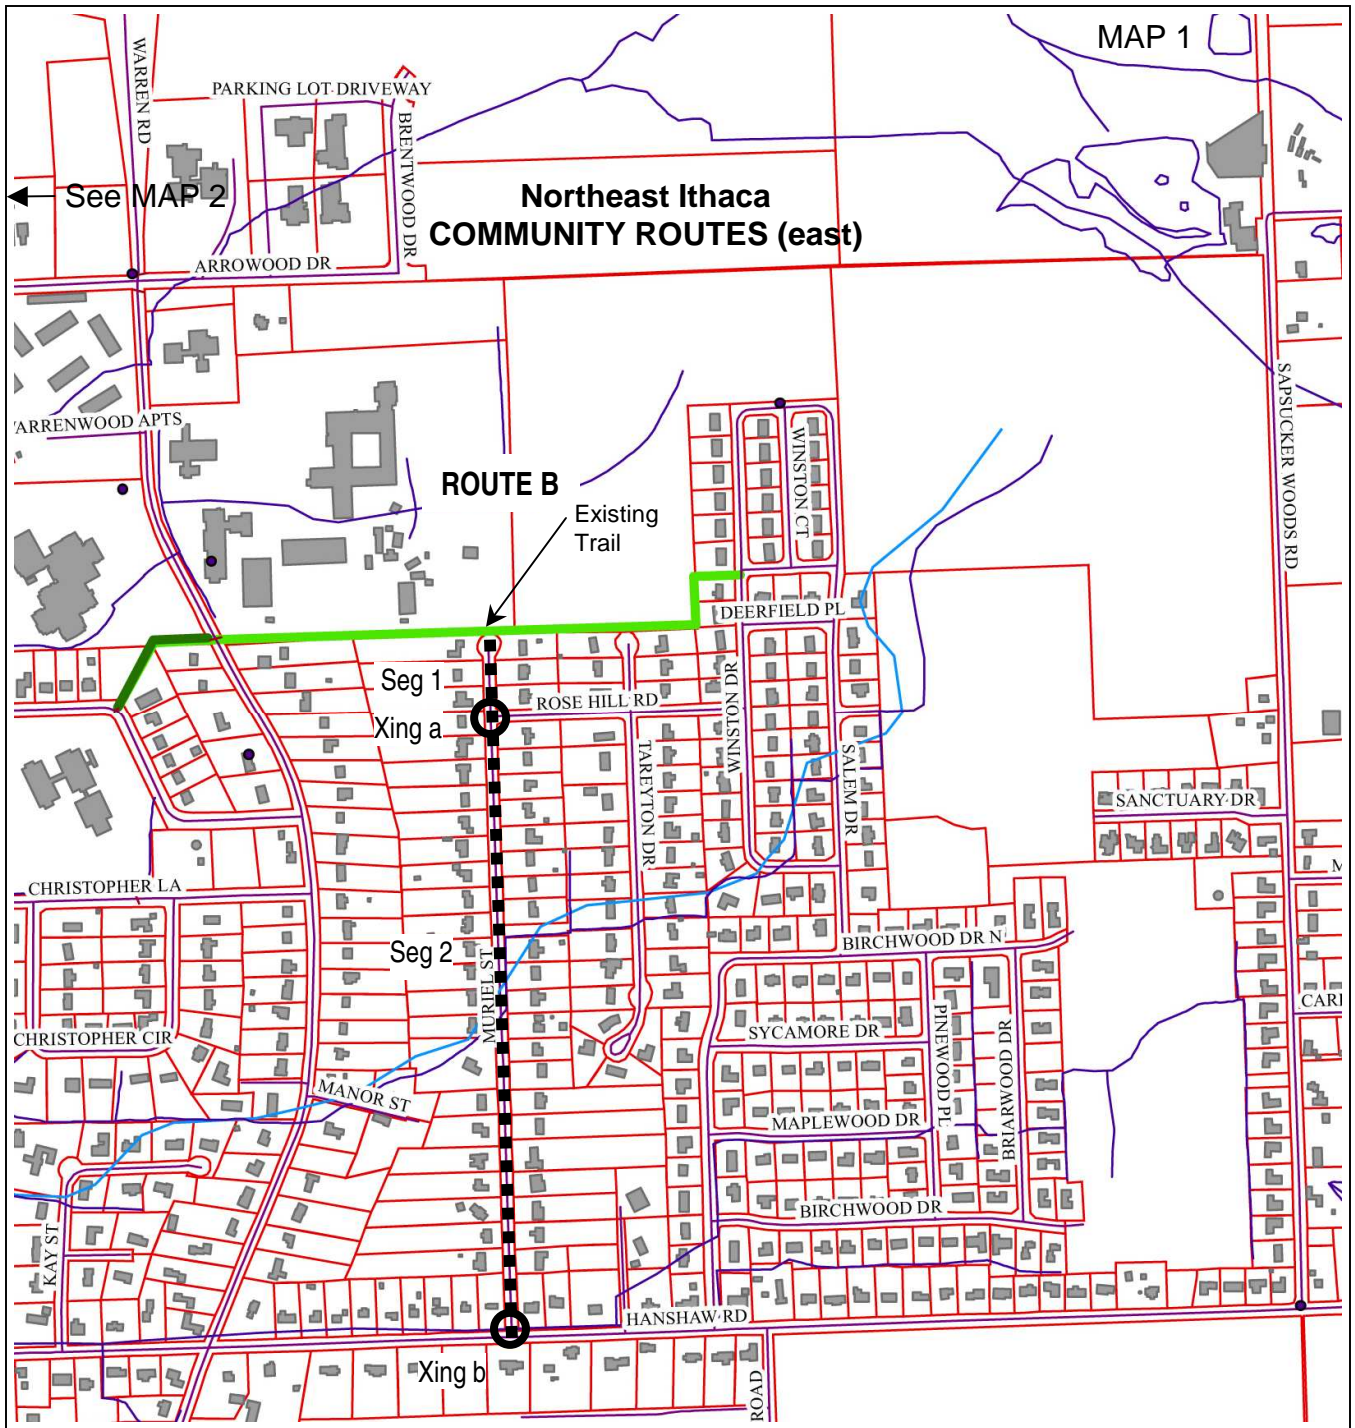 MAP 1
WARREN RD
PARKING LOT DRIVEWAY
BRENTWOOD DR
See MAP 2
Northeast Ithaca
COMMUNITY ROUTES (east)
ARROWOOD DR
SAPSUCKER WOODS RD
ARRENWOOD APTS
WINSTON CT
ROUTE B
Existing
Trail
DEERFIELD PL
Seg 1
ROSE HILL RD
WINSTON DR
Xing a
TAREYTON DR
SALEM DR
SANCTUARY DR
CHRISTOPHER LA
M
BIRCHWOOD DR N
Seg 2
MURIEL ST
CARI
CHRISTOPHER CIR
SYCAMORE DR
PINEWOOD PL
BRIARWOOD DR
MANOR ST
MAPLEWOOD DR
BIRCHWOOD DR
KAY ST
HANSHAW RD
Xing b
ROAD